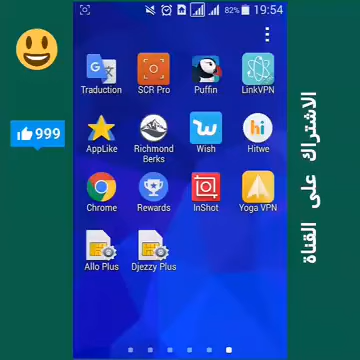 82% 19:54
Traduction SCR Pro Puffin LinkVPN
AppLike Richmond Berks Wish Hitwe
999
Chrome Rewards InShot Yoga VPN
Allo Plus Djezzy Plus
الاشتراك على القناة